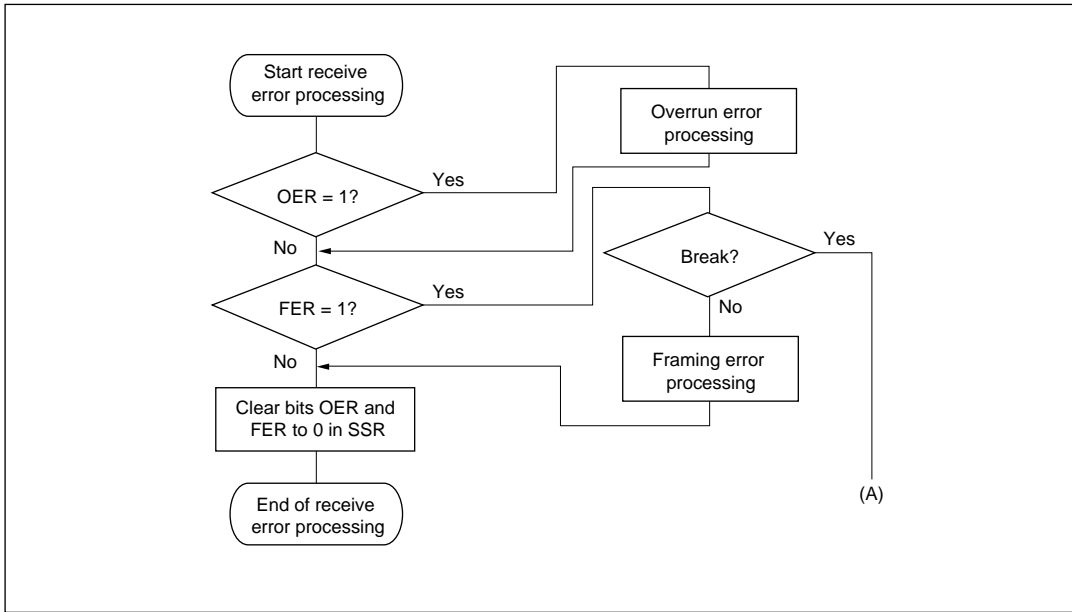 Start receive
error processing
Overrun error
processing
Yes
OER = 1?
Yes
No
Break?
Yes
FER = 1?
No
No
Framing error
processing
Clear bits OER and
FER to 0 in SSR
(A)
End of receive
error processing